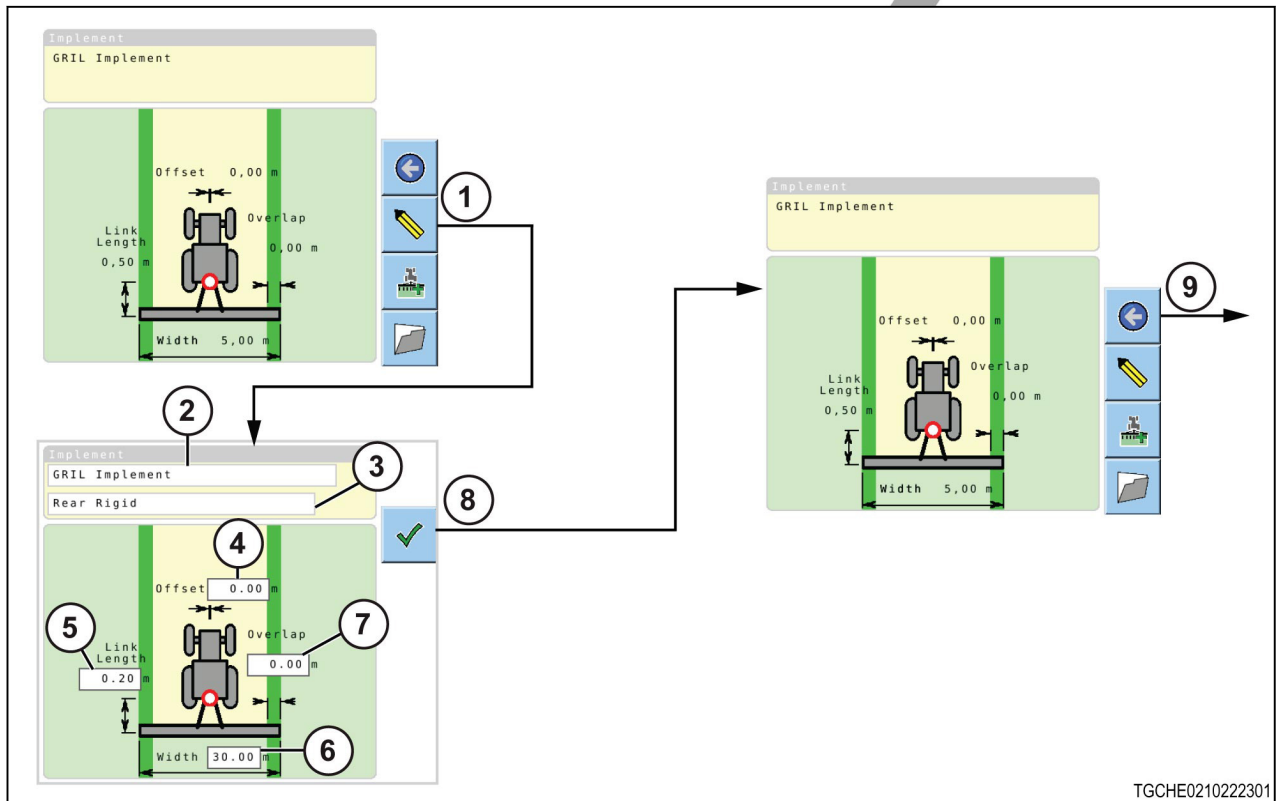 Implement
GRIL Implement
Offset 0,00 m
Overlap
0,00 m
Link
Length
0,50 m
Width 5,00 m
1
2
3
Implement
GRIL Implement
Rear Rigid
4
Offset 0.00 m
5
Link
Length
0.20 m
7
Overlap
0.00 m
Width 30.00 m
6
8
Implement
GRIL Implement
Offset 0,00 m
Overlap
0,00 m
Link
Length
0,50 m
Width 5,00 m
9
TGCHE0210222301